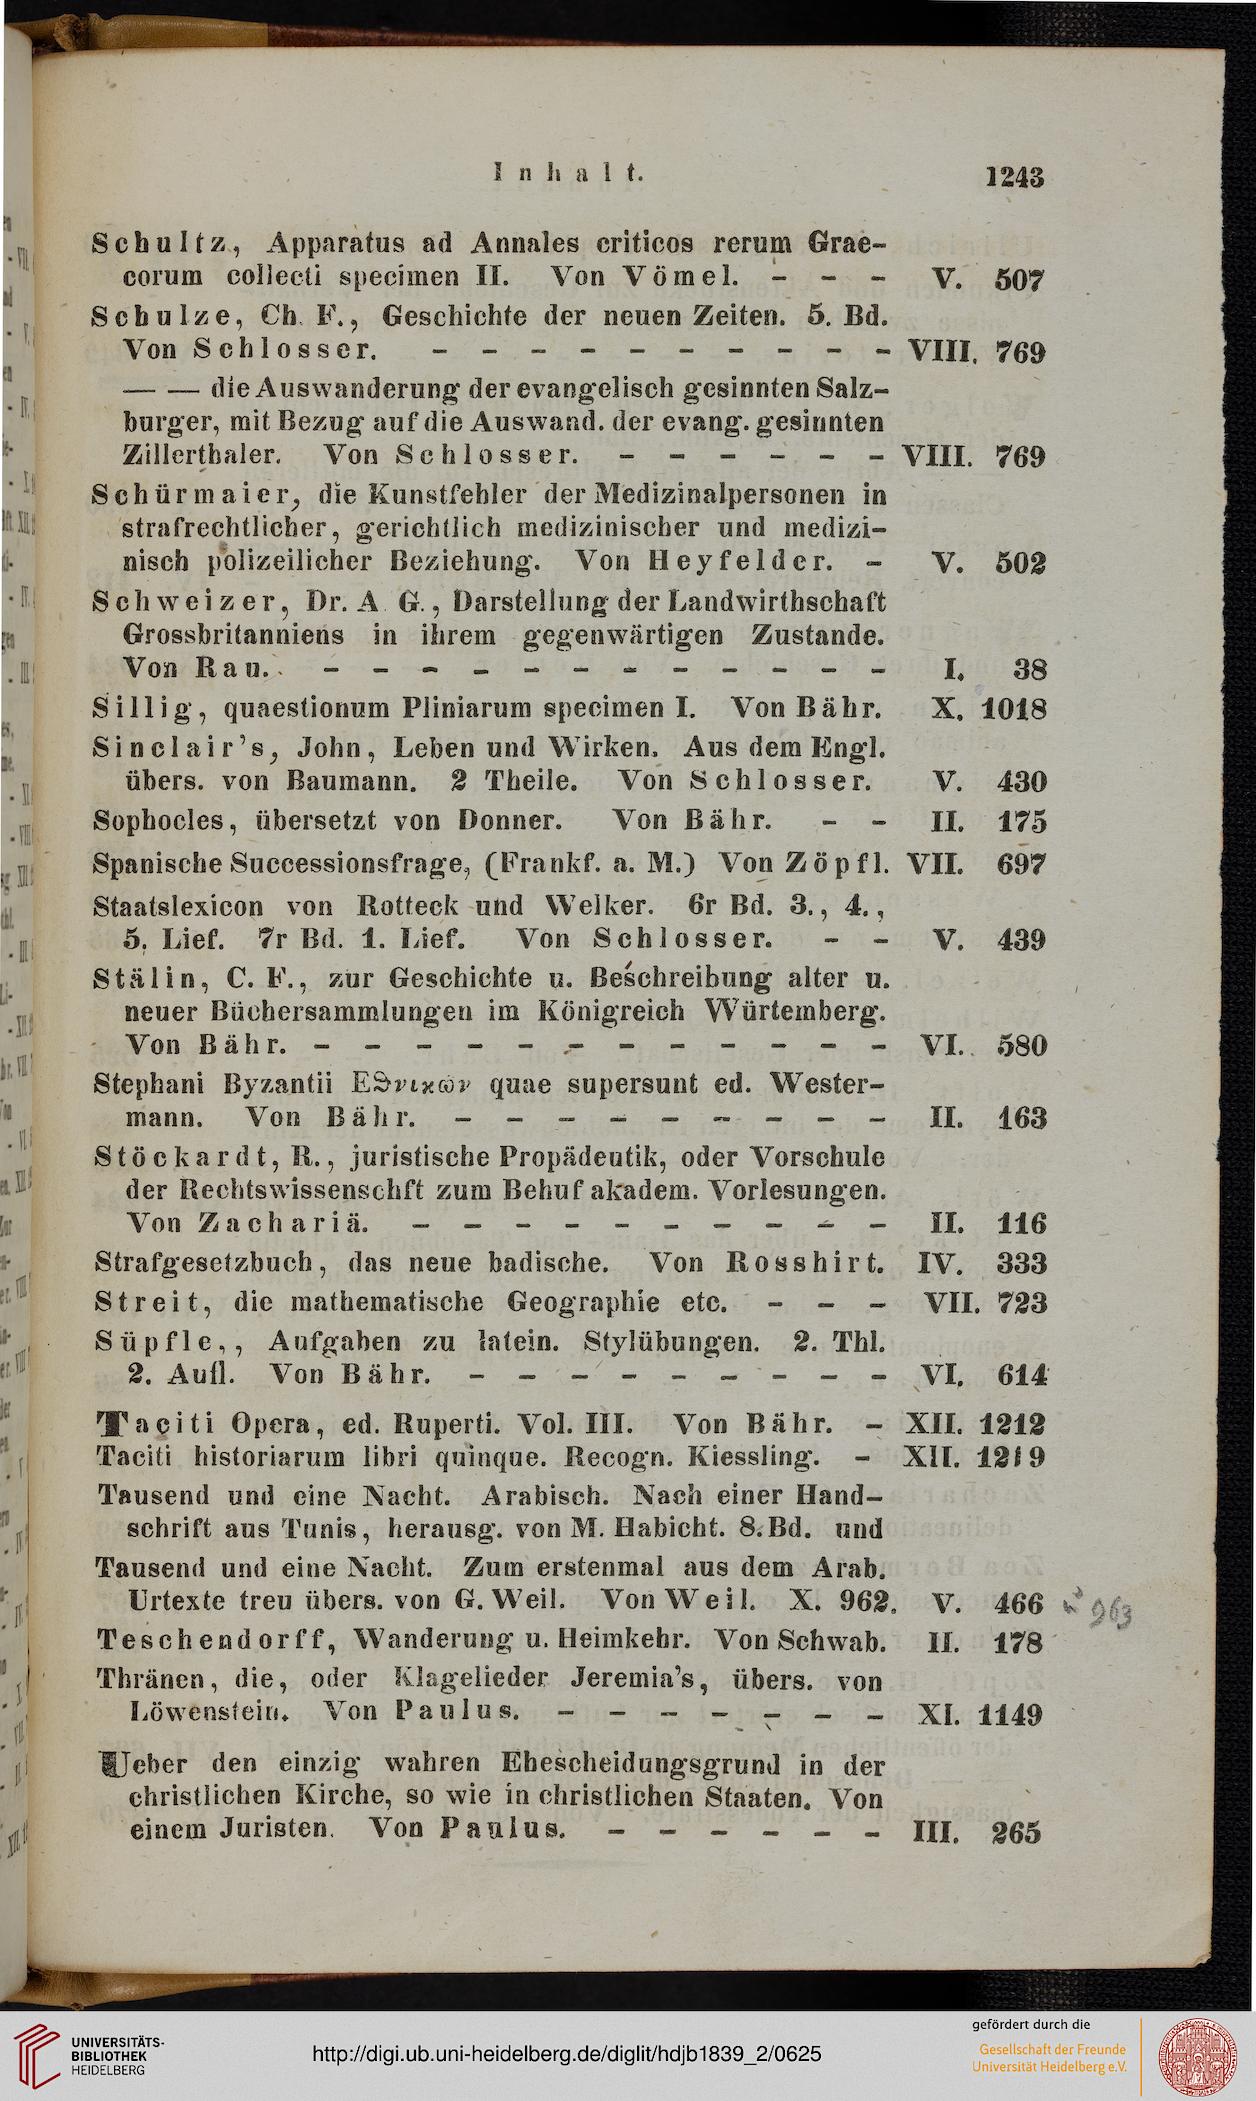 Inhalt. 1243
Schultz, Apparatus ad Annales criticos rerum Grae-
corum collecti specimen II. Von Vömel. - - - V. 507
Schulze, Ch. F., Geschichte der neuen Zeiten. 5. Bd.
Von Schlosser. - - - - - - - - - - VIII. 769
— — die Auswanderung der evangelisch gesinnten Salz-
burger, mit Bezug auf die Auswand. der evang. gesinnten
Zillerthaler. Von Schlosser. - - - - - - VIII. 769
Schürmaier, die Kunstfehler der Medizinalpersonen in
strafrechtlicher, gerichtlich medizinischer und medizi-
nisch polizeilicher Beziehung. Von Heyfelder. - V. 502
Schweizer, Dr. A G., Darstellung der Landwirthschaft
Grossbritanniens in ihrem gegenwärtigen Zustande.
Von Rau. - - - - - - - - - - - I. 38
Sillig, quaestionum Pliniarum specimen I. Von Bähr. X. 1018
Sinclair's, John, Leben und Wirken. Aus dem Engl.
übers. von Baumann. 2 Theile. Von Schlosser. V. 430
Sophocles, übersetzt von Donner. Von Bähr. - - II. 175
Spanische Successionsfrage, (Frankf. a. M.) Von Zöpfl. VII. 697
Staatslexicon von Rotteck und Welker. 6r Bd. 3., 4.,
5. Lief. 7r Bd. 1. Lief. Von Schlosser. - - V. 439
Stälin, C. F., zur Geschichte u. Beschreibung alter u.
neuer Büchersammlungen im Königreich Würtemberg.
Von Bähr. - - - - - - - - - - - - VI. 580
Stephani Byzantii Εϑνικῶν quae supersunt ed. Wester-
mann. Von Bähr. - - - - - - - - - II. 163
Stöckardt, R., juristische Propädeutik, oder Vorschule
der Rechtswissenschft zum Behuf akadem. Vorlesungen.
Von Zachariä. - - - - - - - - - - II. 116
Strafgesetzbuch, das neue badische. Von Rosshirt. IV. 333
Streit, die mathematische Geographie etc. - - - VII. 723
Süpfle,, Aufgaben zu latein. Stylübungen. 2. Thl.
2. Aufl. Von Bähr. - - - - - - - - - VI. 614
Taciti Opera, ed. Ruperti. Vol. III. Von Bähr. - XII. 1212
Taciti historiarum libri quinque. Recogn. Kiessling. - XII. 1219
Tausend und eine Nacht. Arabisch. Nach einer Hand-
schrift aus Tunis, herausg. von M. Habicht. 8. Bd. und
Tausend und eine Nacht. Zum erstenmal aus dem Arab.
Urtexte treu übers. von G. Weil. Von Weil. X. 962. V. 466 963
Teschendorff, Wanderung u. Heimkehr. Von Schwab. II. 178
Thränen, die, oder Klagelieder Jeremia's, übers. von
Löwenstein. Von Paulus. - - - - - - - XI. 1149
Ueber den einzig wahren Ehescheidungsgrund in der
christlichen Kirche, so wie in christlichen Staaten. Von
einem Juristen. Von Paulus. - - - - - - III. 265
UNIVERSITÄTS-
BIBLIOTHEK
HEIDELBERG
http://digi.ub.uni-heidelberg.de/diglit/hdjb1839_2/0625
gefördert durch die
Gesellschaft der Freunde
Universität Heidelberg e.V.